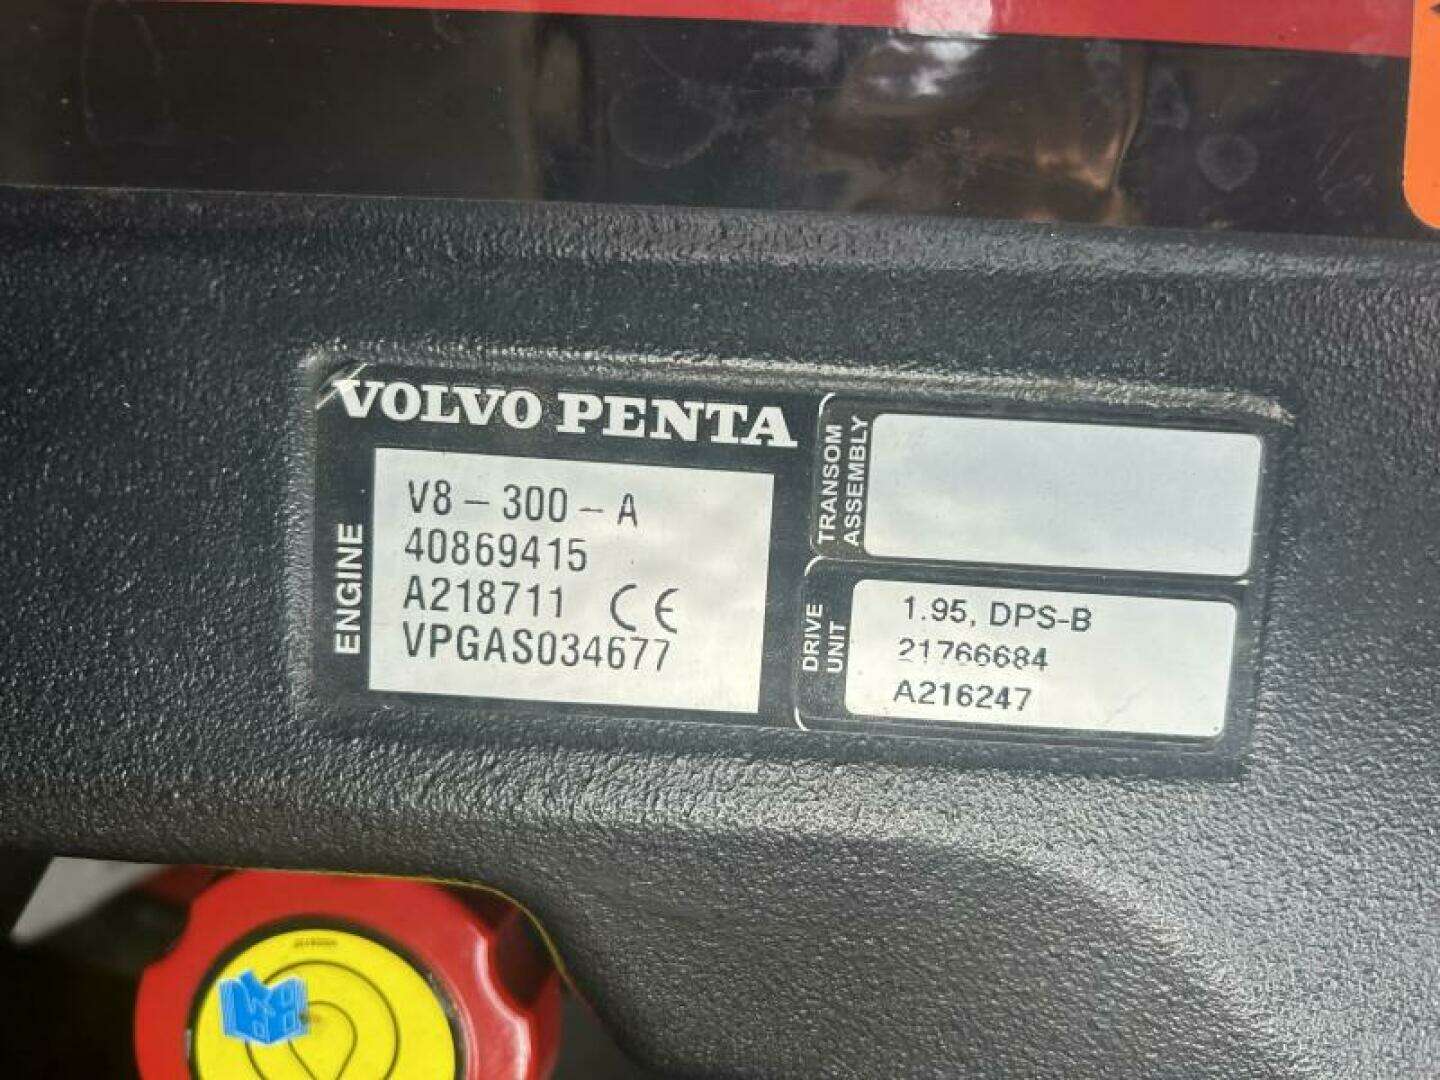 VOLVO PENTA
ENGINE
V8-300-A
40869415
A218711 CE
VPGAS034677
TRANSOM
ASSEMBLY
DRIVE
UNIT
1.95, DPS-B
21766684
A216247